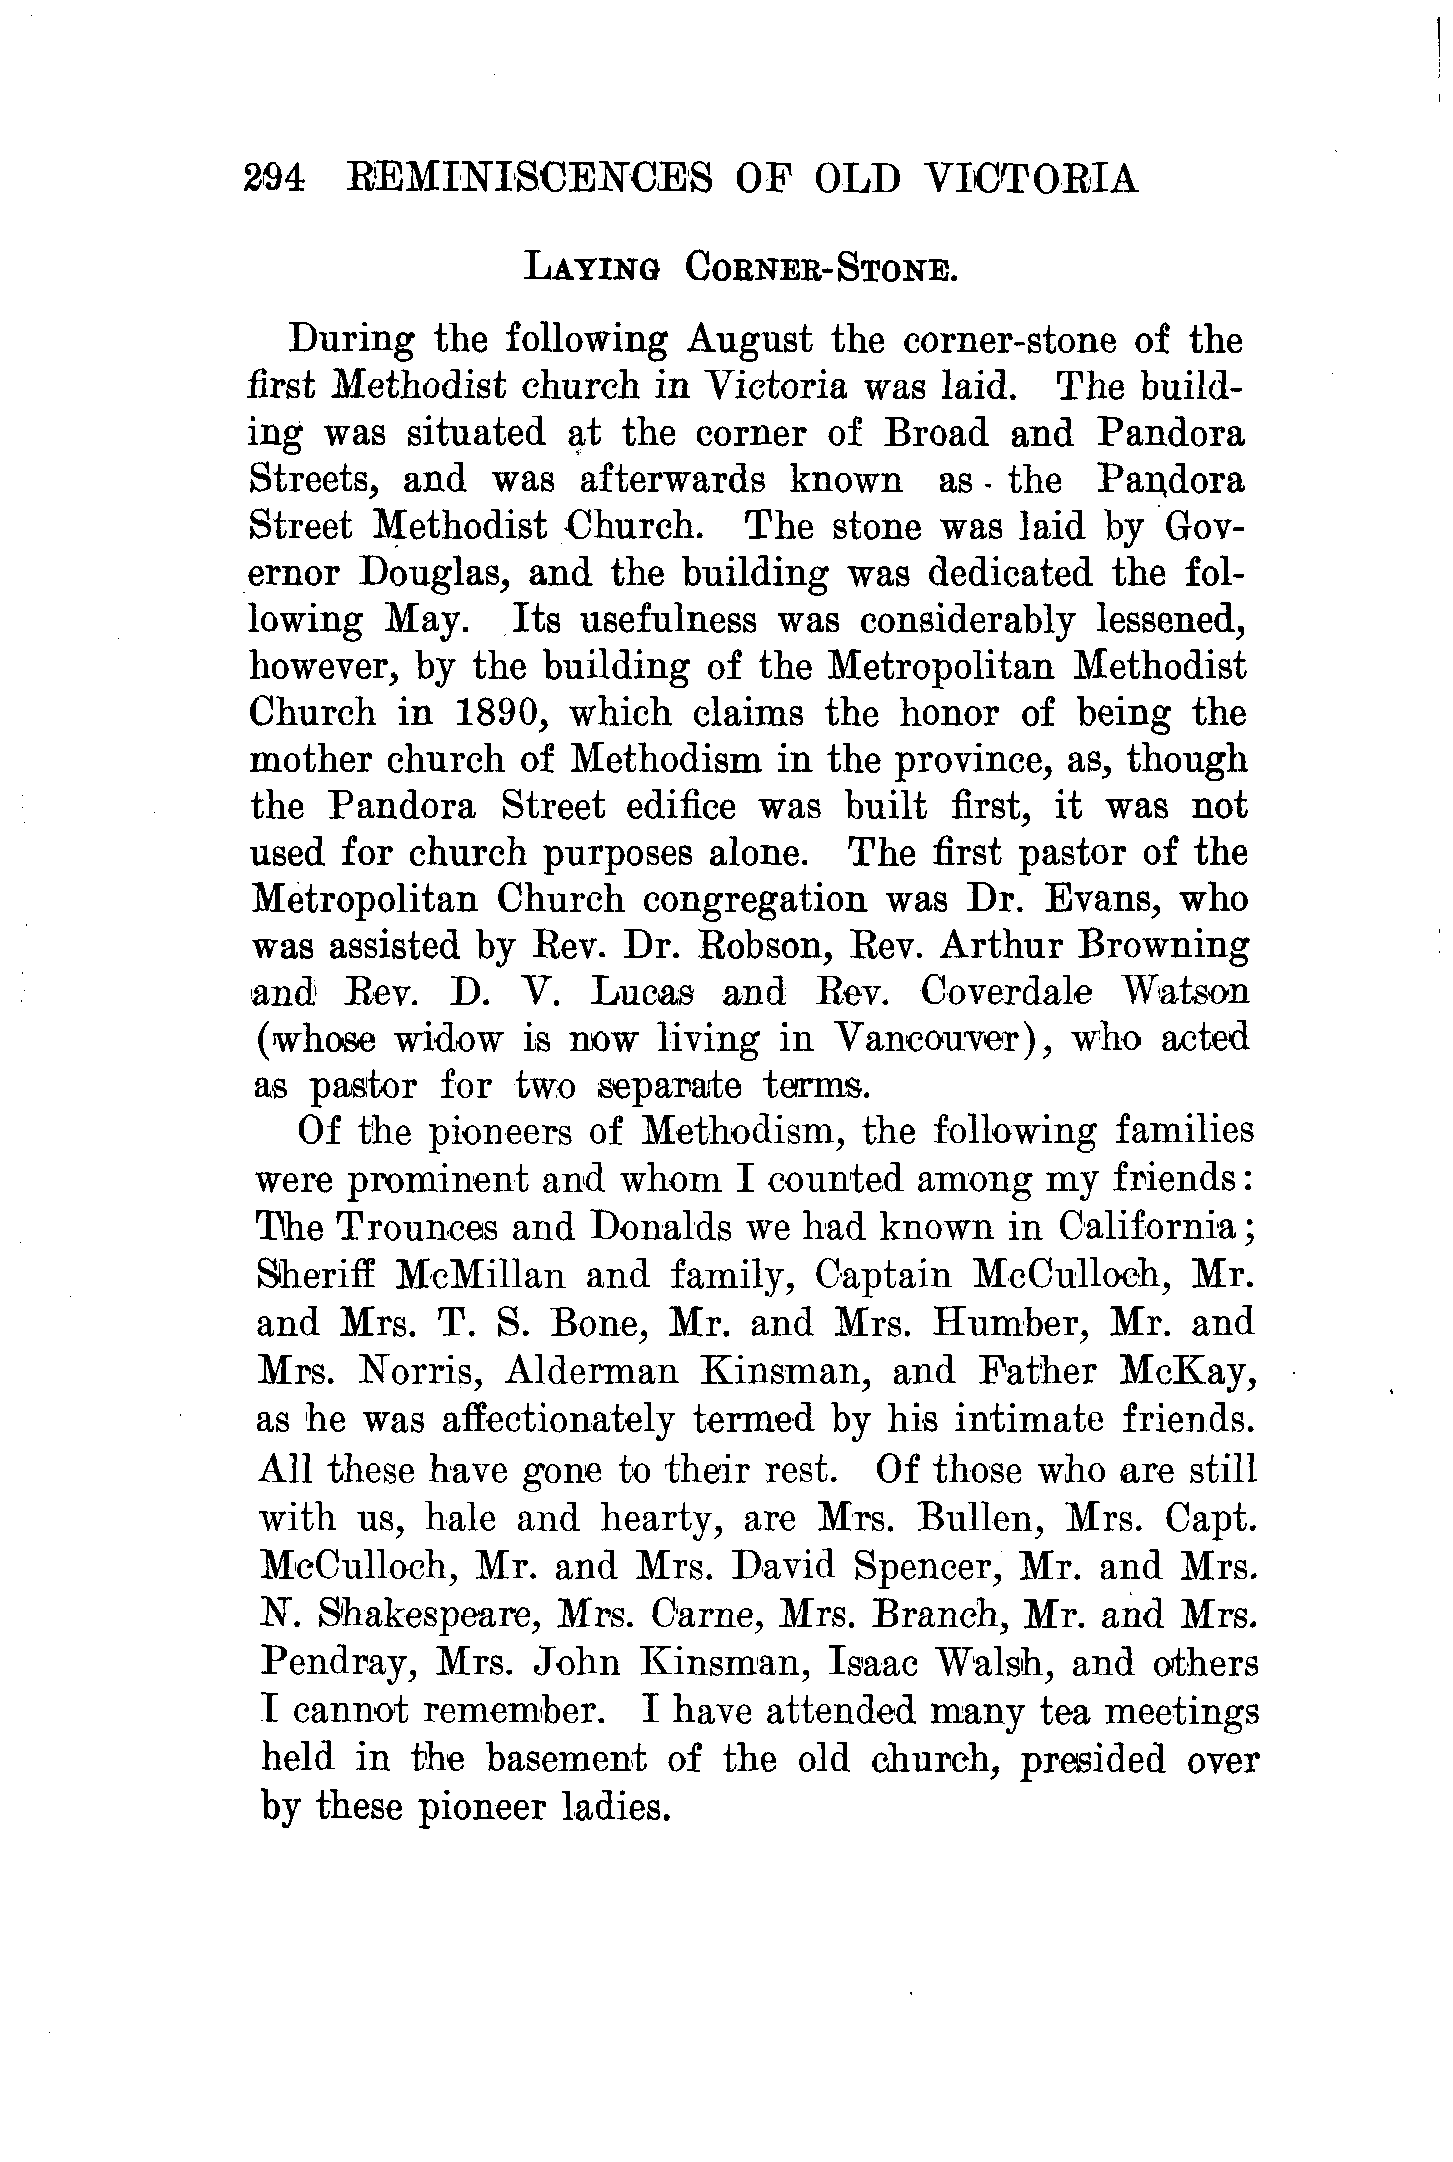 294 REMINISCENCES OF OLD VICTORIA
LAYING CORNER-STONE.
During the following August the corner-stone of the
first Methodist church in Victoria was laid. The build-
ing was situated at the corner of Broad and Pandora
Streets, and was afterwards known as the Pandora
Street Methodist Church. The stone was laid by Gov-
ernor Douglas, and the building was dedicated the fol-
lowing May. Its usefulness was considerably lessened,
however, by the building of the Metropolitan Methodist
Church in 1890, which claims the honor of being the
mother church of Methodism in the province, as, though
the Pandora Street edifice was built first, it was not
used for church purposes alone. The first pastor of the
Metropolitan Church congregation was Dr. Evans, who
was assisted by Rev. Dr. Robson, Rev. Arthur Browning
and Rev. D. V. Lucas and Rev. Coverdale Watson
(whose widow is now living in Vancouver), who acted
as pastor for two separate terms.
Of the pioneers of Methodism, the following families
were prominent and whom I counted among my friends:
The Trounces and Donalds we had known in California;
Sheriff McMillan and family, Captain McCulloch, Mr.
and Mrs. T. S. Bone, Mr. and Mrs. Humber, Mr. and
Mrs. Norris, Alderman Kinsman, and Father McKay,
as he was affectionately termed by his intimate friends.
All these have gone to their rest. Of those who are still
with us, hale and hearty, are Mrs. Bullen, Mrs. Capt.
McCulloch, Mr. and Mrs. David Spencer, Mr. and Mrs.
N. Shakespeare, Mrs. Carne, Mrs. Branch, Mr. and Mrs.
Pendray, Mrs. John Kinsman, Isaac Walsh, and others
I cannot remember. I have attended many tea meetings
held in the basement of the old church, presided over
by these pioneer ladies.